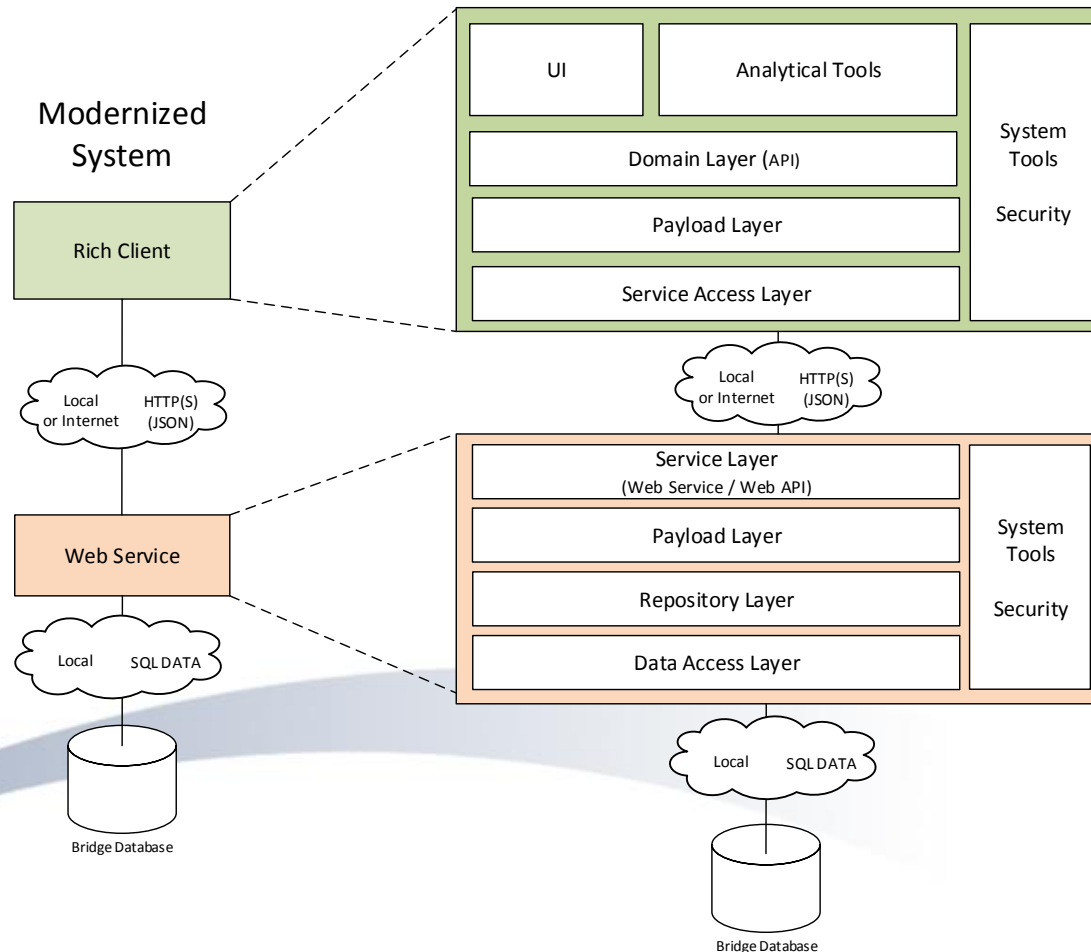 Modernized
System
Rich Client
Local
or Internet
HTTP(S)
(JSON)
Web Service
Local
SQL DATA
Bridge Database
UI
Analytical Tools
Domain Layer (API)
Payload Layer
Service Access Layer
System
Tools
Security
Local
or Internet
HTTP(S)
(JSON)
Service Layer
(Web Service / Web API)
Payload Layer
Repository Layer
Data Access Layer
System
Tools
Security
Local
SQL DATA
Bridge Database